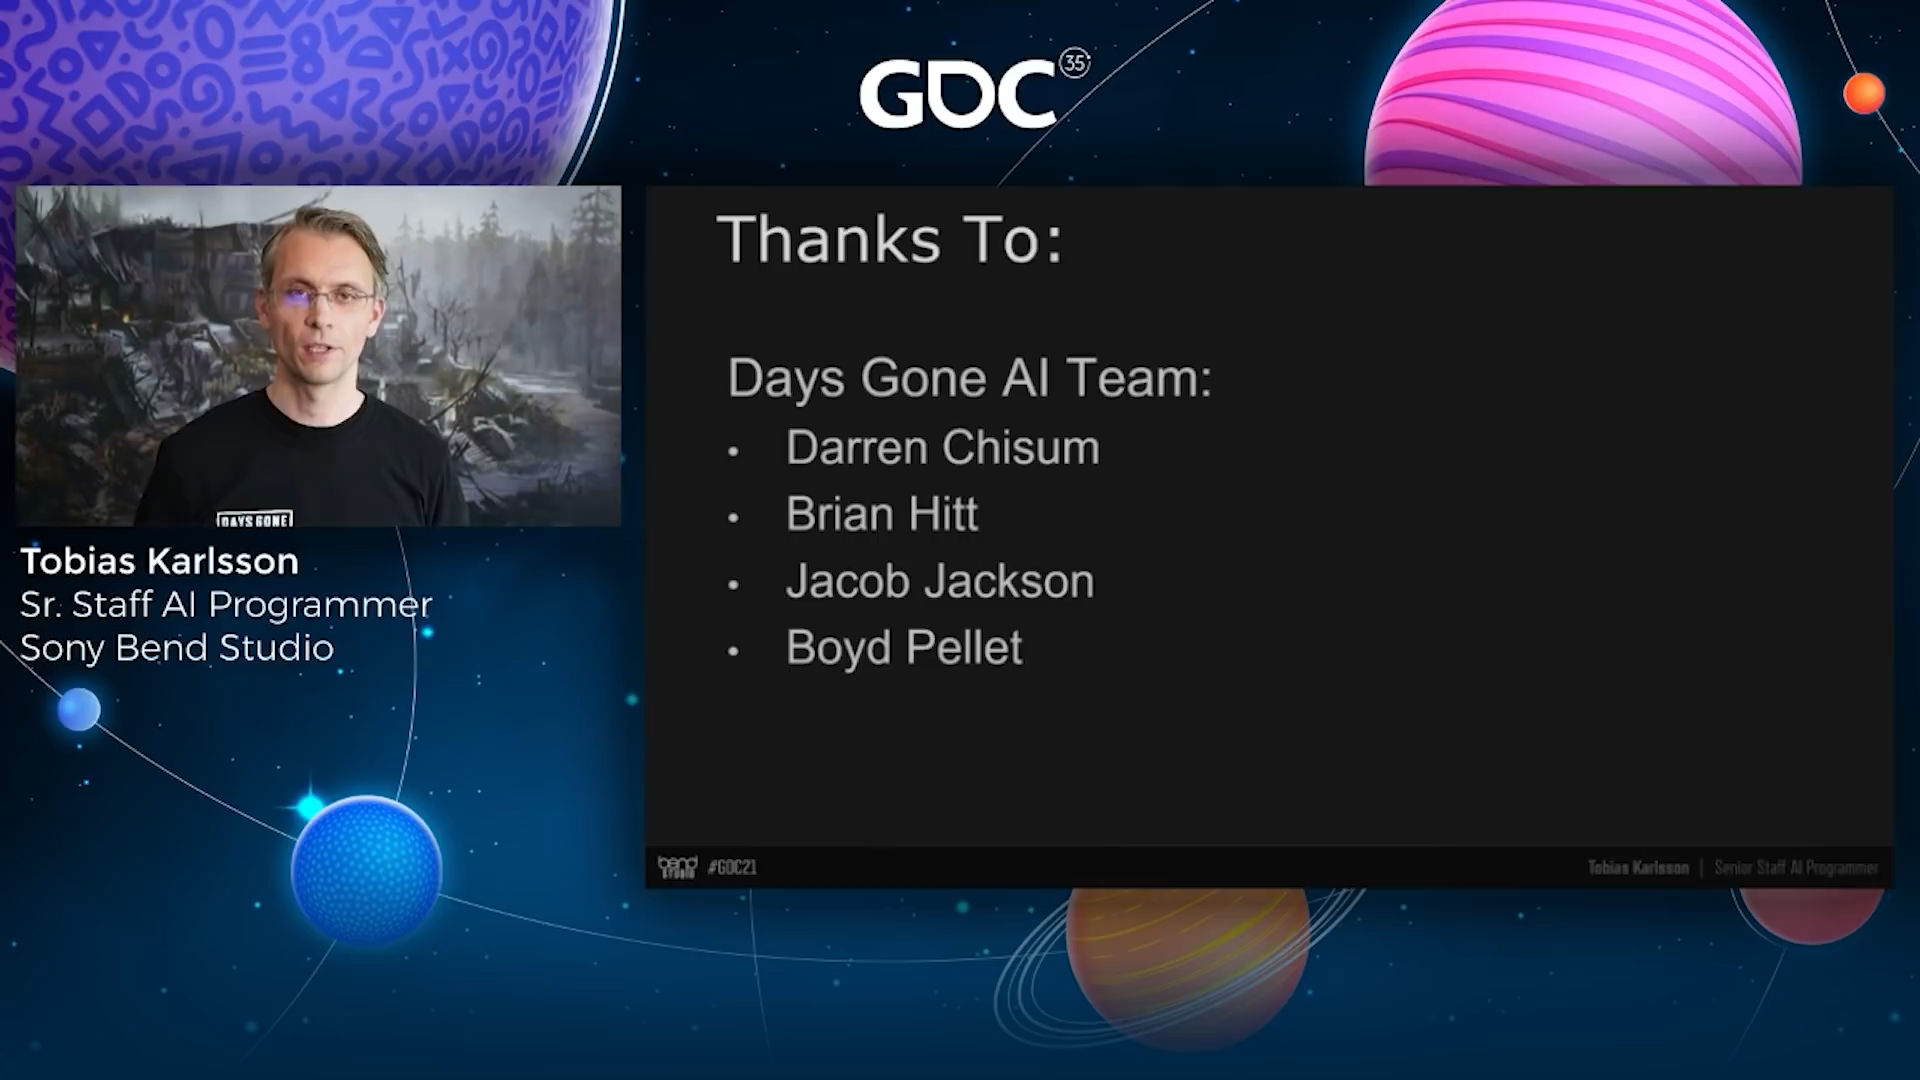 GDC 35
DAYS GONE
Tobias Karlsson
Sr. Staff AI Programmer
Sony Bend Studio
Thanks To:
Days Gone AI Team:
• Darren Chisum
• Brian Hitt
• Jacob Jackson
• Boyd Pellet
bend STUDIO #GDC21
Tobias Karlsson | Senior Staff AI Programmer